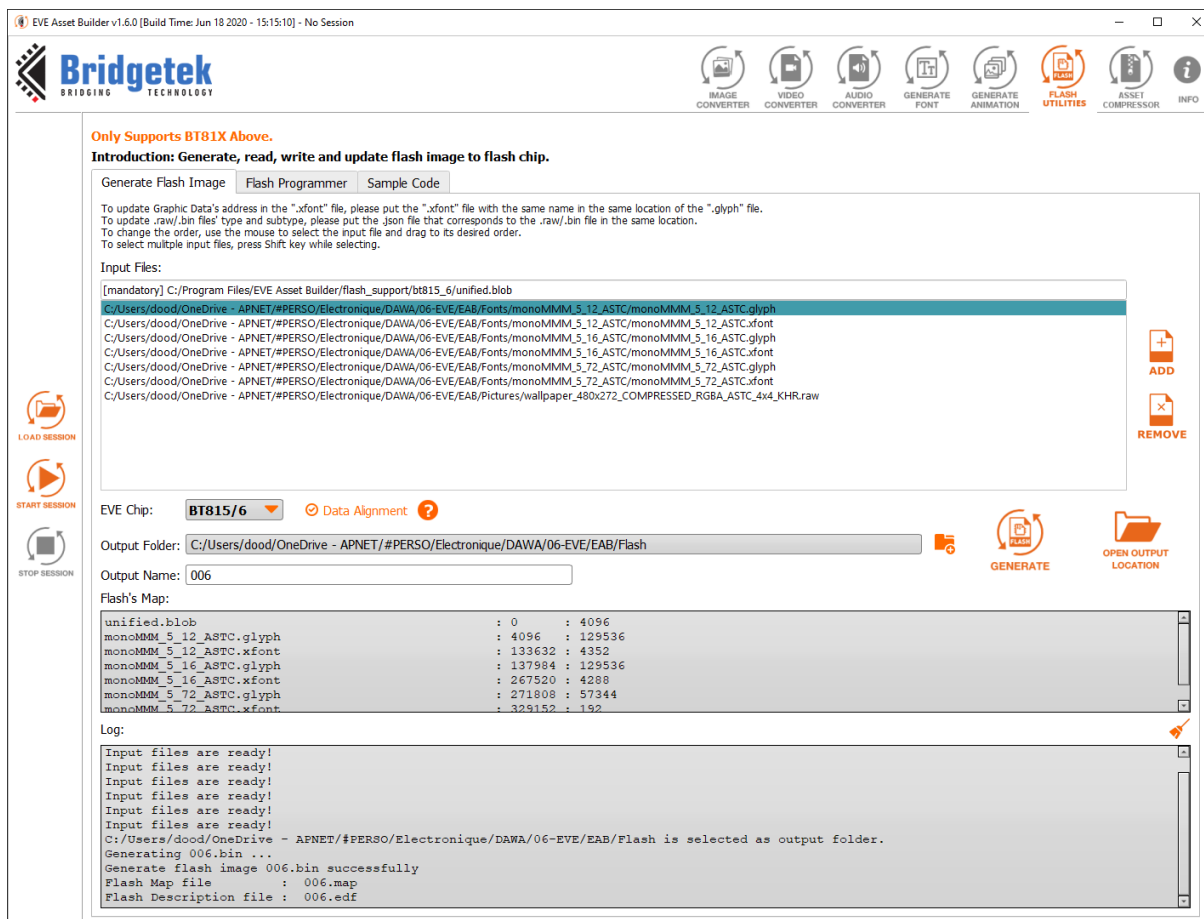 EVE Asset Builder v1.6.0 [Build Time: Jun 18 2020 - 15:15:10] - No Session
Bridgetek
BRIDGING TECHNOLOGY
IMAGE CONVERTER
VIDEO CONVERTER
AUDIO CONVERTER
GENERATE FONT
GENERATE ANIMATION
FLASH UTILITIES
ASSET COMPRESSOR
INFO
Only Supports BT81X Above.
Introduction: Generate, read, write and update flash image to flash chip.
Generate Flash Image Flash Programmer Sample Code
To update Graphic Data's address in the ".xfont" file, please put the ".xfont" file with the same name in the same location of the ".glyph" file.
To update .raw/.bin files' type and subtype, please put the .json file that corresponds to the .raw/.bin file in the same location.
To change the order, use the mouse to select the input file and drag to its desired order.
To select mulitple input files, press Shift key while selecting.
Input Files:
[mandatory] C:/Program Files/EVE Asset Builder/flash_support/bt815_6/unified.blob
C:/Users/dood/OneDrive - APNET/#PERSO/Electronique/DAWA/06-EVE/EAB/Fonts/monoMMM_5_12_ASTC/monoMMM_5_12_ASTC.glyph
C:/Users/dood/OneDrive - APNET/#PERSO/Electronique/DAWA/06-EVE/EAB/Fonts/monoMMM_5_12_ASTC/monoMMM_5_12_ASTC.xfont
C:/Users/dood/OneDrive - APNET/#PERSO/Electronique/DAWA/06-EVE/EAB/Fonts/monoMMM_5_16_ASTC/monoMMM_5_16_ASTC.glyph
C:/Users/dood/OneDrive - APNET/#PERSO/Electronique/DAWA/06-EVE/EAB/Fonts/monoMMM_5_16_ASTC/monoMMM_5_16_ASTC.xfont
C:/Users/dood/OneDrive - APNET/#PERSO/Electronique/DAWA/06-EVE/EAB/Fonts/monoMMM_5_72_ASTC/monoMMM_5_72_ASTC.glyph
C:/Users/dood/OneDrive - APNET/#PERSO/Electronique/DAWA/06-EVE/EAB/Fonts/monoMMM_5_72_ASTC/monoMMM_5_72_ASTC.xfont
C:/Users/dood/OneDrive - APNET/#PERSO/Electronique/DAWA/06-EVE/EAB/Pictures/wallpaper_480x272_COMPRESSED_RGBA_ASTC_4x4_KHR.raw
ADD
REMOVE
LOAD SESSION
START SESSION
STOP SESSION
EVE Chip: BT815/6 Data Alignment ?
Output Folder: C:/Users/dood/OneDrive - APNET/#PERSO/Electronique/DAWA/06-EVE/EAB/Flash
FLASH
GENERATE
OPEN OUTPUT
LOCATION
Output Name: 006
Flash's Map:
unified.blob : 0 : 4096
monoMMM_5_12_ASTC.glyph : 4096 : 129536
monoMMM_5_12_ASTC.xfont : 133632 : 4352
monoMMM_5_16_ASTC.glyph : 137984 : 129536
monoMMM_5_16_ASTC.xfont : 267520 : 4288
monoMMM_5_72_ASTC.glyph : 271808 : 57344
monoMMM_5_72_ASTC.xfont : 329152 : 192
Log:
Input files are ready!
Input files are ready!
Input files are ready!
Input files are ready!
Input files are ready!
Input files are ready!
C:/Users/dood/OneDrive - APNET/#PERSO/Electronique/DAWA/06-EVE/EAB/Flash is selected as output folder.
Generating 006.bin ...
Generate flash image 006.bin successfully
Flash Map file : 006.map
Flash Description file : 006.edf